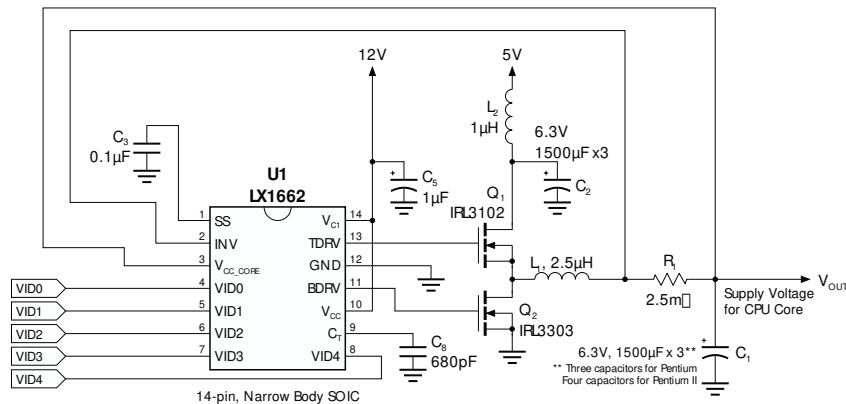 12V
5V
L2
1µH
6.3V
1500µF x3
C3
0.1µF
U1
LX1662
C5
1µF
C2
Q1
IRL3102
1
SS
VC1
14
2
INV
TDRV
13
3
VCC_CORE
GND
12
4
VID0
BDRV
11
5
VID1
VCC
10
6
VID2
CT
9
7
VID3
VID4
8
VID0
VID1
VID2
VID3
VID4
L1, 2.5µH
R1
2.5m▯
VOUT
Supply Voltage
for CPU Core
Q2
IRL3303
C8
680pF
6.3V, 1500µF x 3**
C1
** Three capacitors for Pentium
Four capacitors for Pentium II
14-pin, Narrow Body SOIC